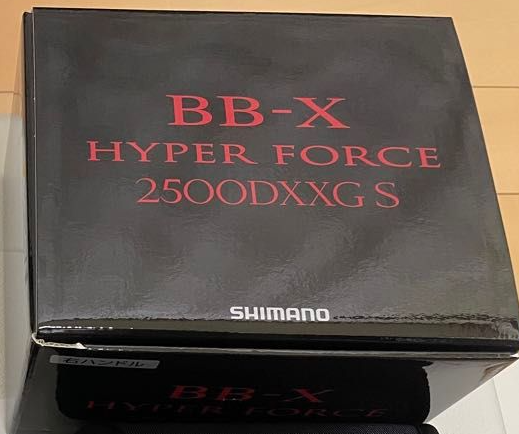 BB-X
HYPER FORCE
2500DXXG S
SHIMANO
右ハンドル
BB-X
HYPER FORCE